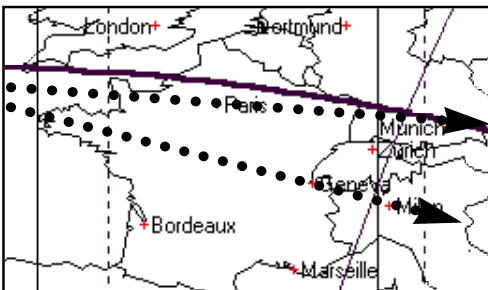 London
Dortmund
Paris
Munich
Zurich
Geneva
Milan
Bordeaux
Marseille